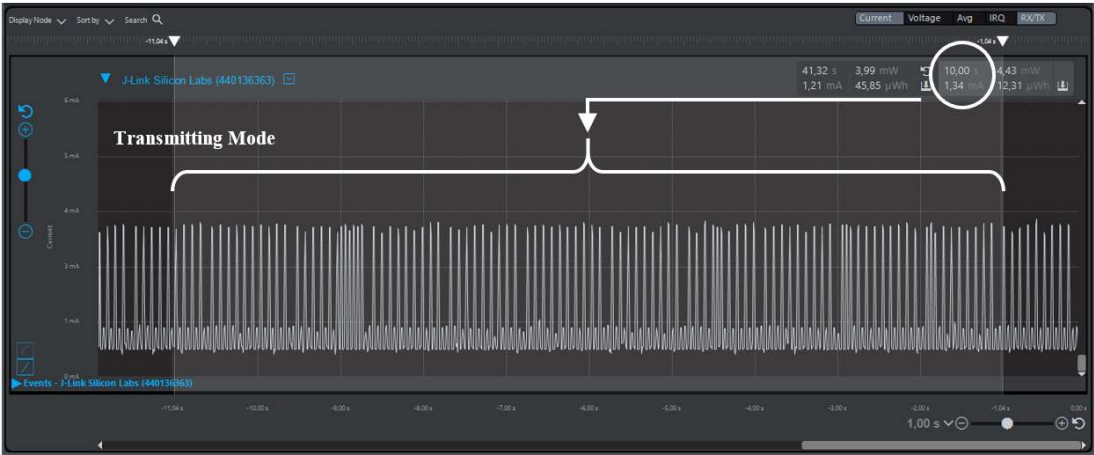 Display Node Sort by Search Current Voltage Avg IRQ RX/TX
-11,04 s -1,04 s
J-Link Silicon Labs (440136363) 41,32 s 3,99 mW 10,00 s 4,43 mW
1,21 mA 45,85 µWh 1,34 mA 12,31 µWh
6 mA
Transmitting Mode
5 mA
4 mA
Current
3 mA
1 mA
0 mA
Events - J-Link Silicon Labs (440136363)
-11,04 s -10,00 s -9,00 s -8,00 s -7,00 s -6,00 s -5,00 s -4,00 s -3,00 s -2,00 s -1,04 s 0,00 s
1,00 s